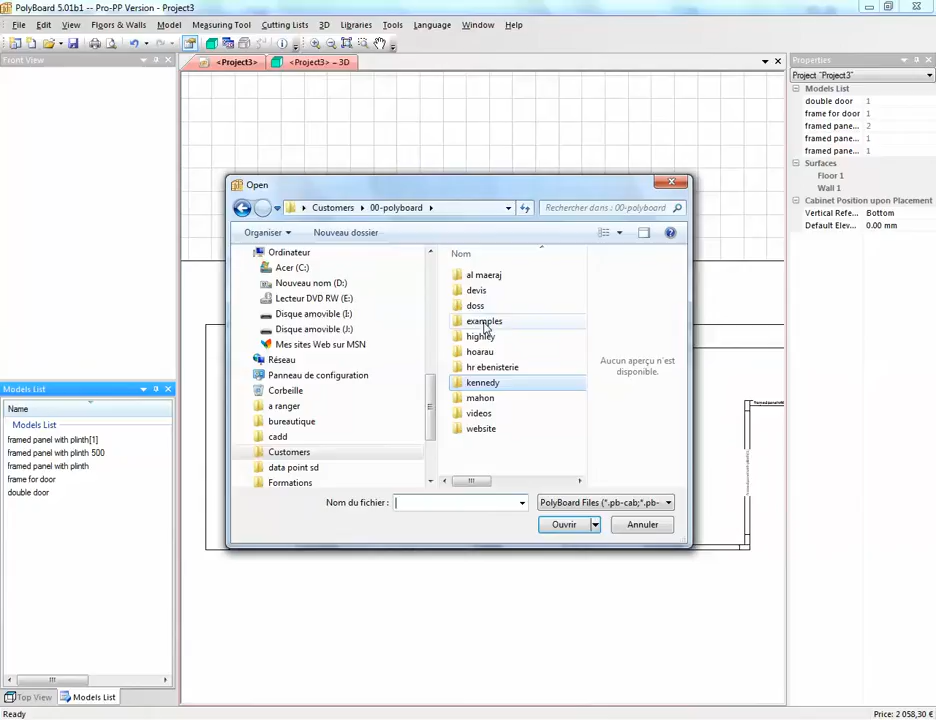 PolyBoard 5.01b1 -- Pro-PP Version - Project3
File Edit View Floors & Walls Model Measuring Tool Cutting Lists 3D Libraries Tools Language Window Help
Front View
<Project3>
<Project3> – 3D
Properties
Project "Project3"
Models List
double door 1
frame for door 1
framed pane... 2
framed pane... 1
framed pane... 1
Surfaces
Floor 1
Wall 1
Cabinet Position upon Placement
Vertical Refe... Bottom
Default Elev... 0.00 mm
Open
Customers
00-polyboard
Rechercher dans : 00-polyboard
Organiser
Nouveau dossier
Ordinateur
Acer (C:)
Nouveau nom (D:)
Lecteur DVD RW (E:)
Disque amovible (I:)
Disque amovible (J:)
Mes sites Web sur MSN
Réseau
Panneau de configuration
Corbeille
a ranger
bureautique
cadd
Customers
data point sd
Formations
Nom
al maeraj
devis
doss
examples
highley
hoarau
hr ebenisterie
kennedy
mahon
videos
website
Aucun aperçu n'est
disponible.
Nom du fichier :
PolyBoard Files (*.pb-cab;*.pb-
Ouvrir
Annuler
Models List
Name
Models List
framed panel with plinth[1]
framed panel with plinth 500
framed panel with plinth
frame for door
double door
Top View
Models List
Ready
Price: 2 058,30 €